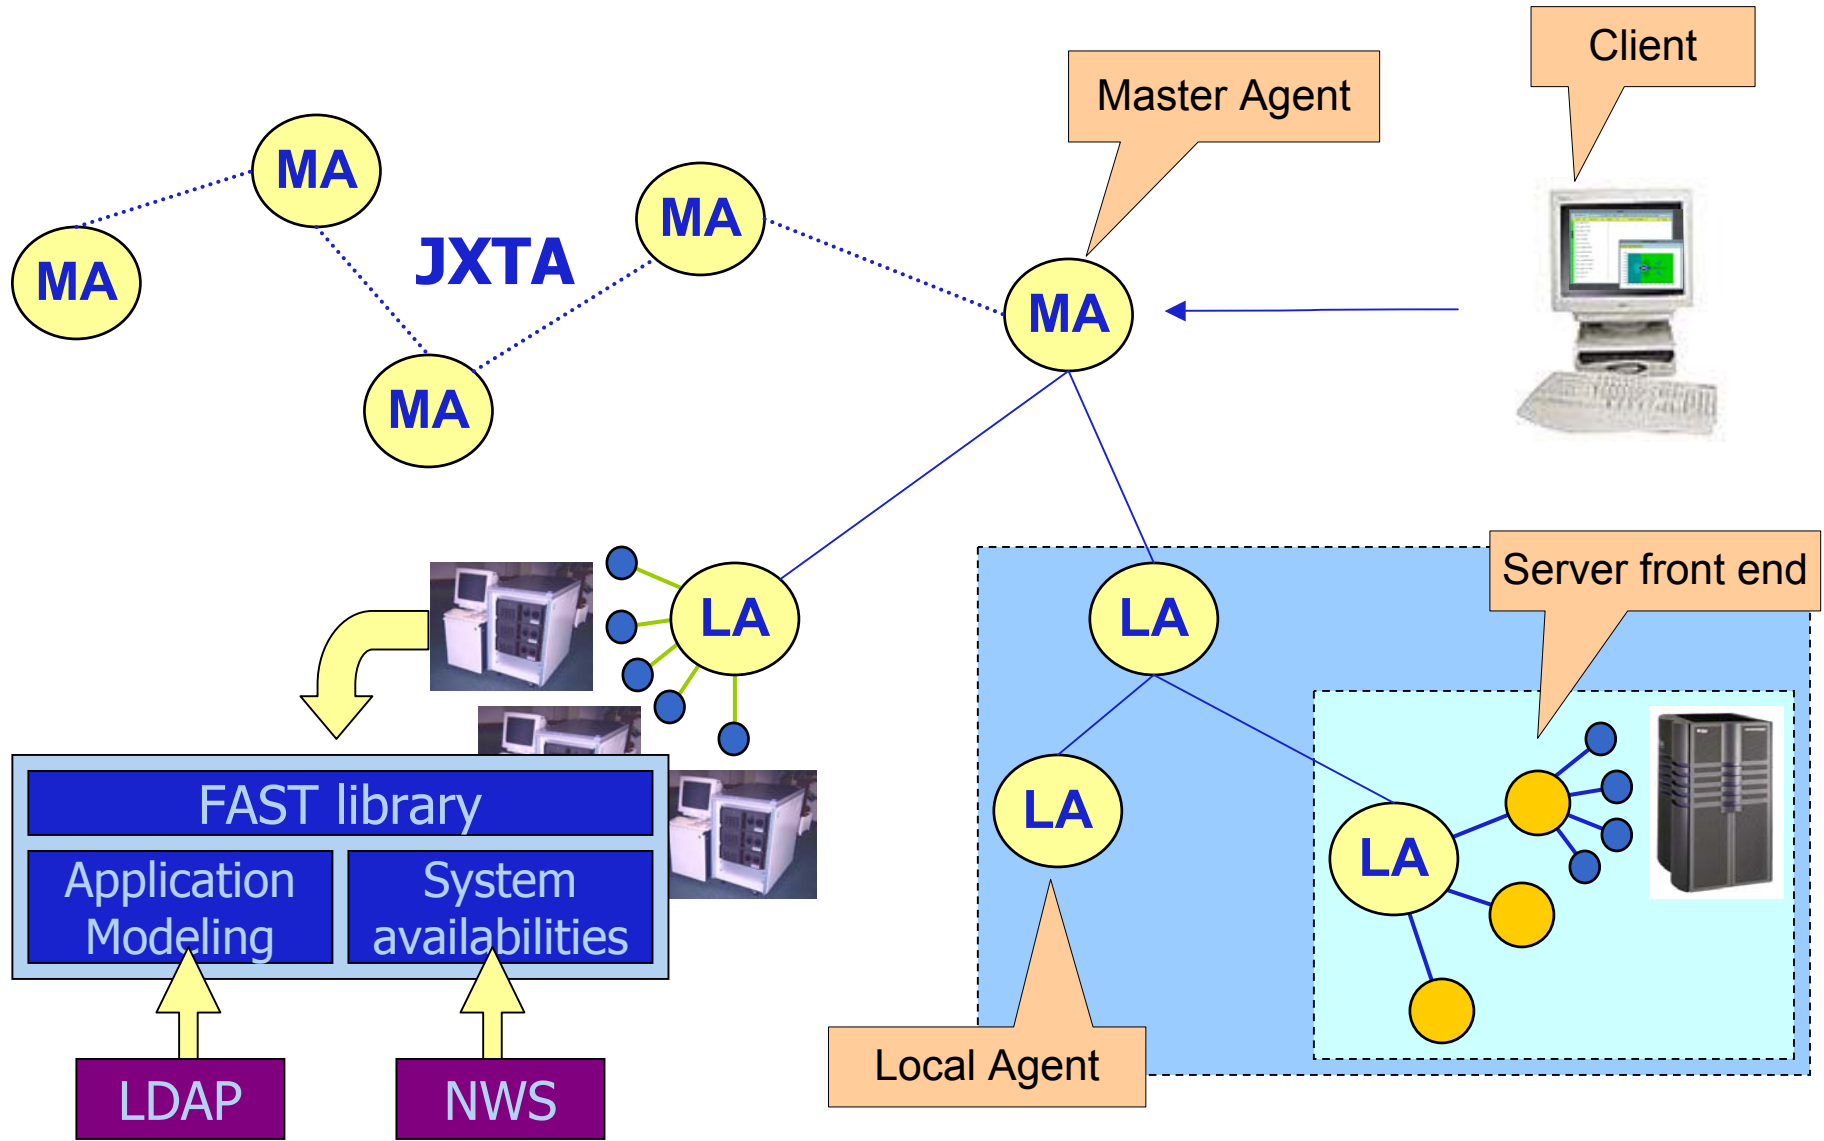 Client
Master Agent
MA
MA
JXTA
MA
MA
MA
MA
Server front end
LA
LA
FAST library
LA
LA
Application
Modeling
System
availabilities
Local Agent
LDAP
NWS